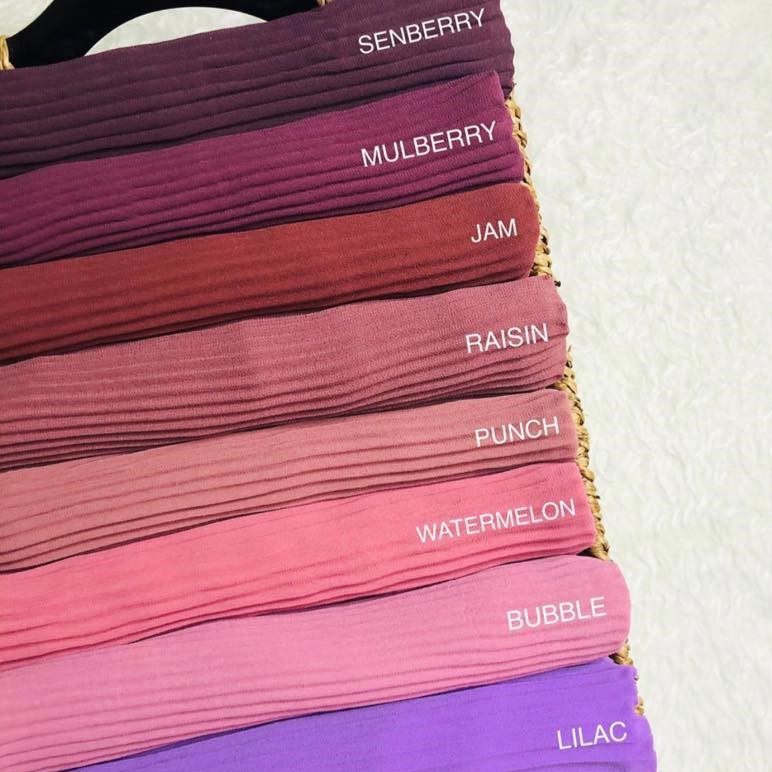 SENBERRY
MULBERRY
JAM
RAISIN
PUNCH
WATERMELON
BUBBLE
LILAC